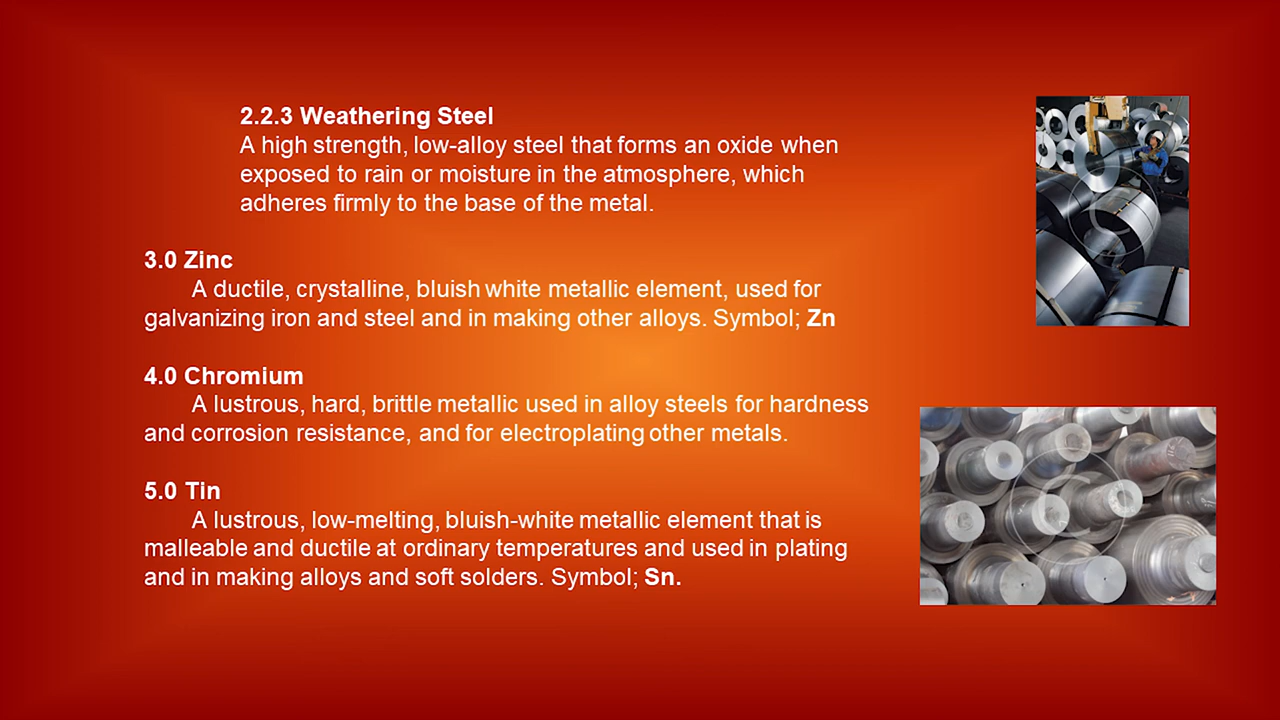 2.2.3 Weathering Steel
A high strength, low-alloy steel that forms an oxide when
exposed to rain or moisture in the atmosphere, which
adheres firmly to the base of the metal.
3.0 Zinc
A ductile, crystalline, bluish white metallic element, used for
galvanizing iron and steel and in making other alloys. Symbol; Zn
4.0 Chromium
A lustrous, hard, brittle metallic used in alloy steels for hardness
and corrosion resistance, and for electroplating other metals.
5.0 Tin
A lustrous, low-melting, bluish-white metallic element that is
malleable and ductile at ordinary temperatures and used in plating
and in making alloys and soft solders. Symbol; Sn.